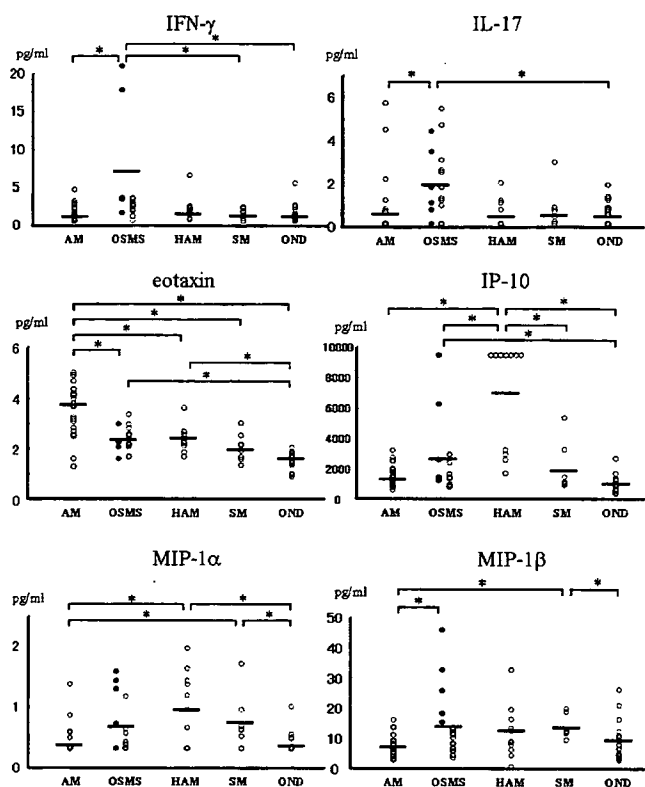 IFN-γ
pg/ml
*
*
*
20
15
10
5
0
AM OSMS HAM SM OND
IL-17
pg/ml
*
*
6
4
2
0
AM OSMS HAM SM OND
eotaxin
pg/ml
*
*
*
*
*
*
6
4
2
0
AM OSMS HAM SM OND
IP-10
pg/ml
*
*
*
*
*
10000
8000
6000
4000
2000
0
AM OSMS HAM SM OND
MIP-1α
pg/ml
*
*
*
*
2
1
0
AM OSMS HAM SM OND
MIP-1β
pg/ml
*
*
*
50
40
30
20
10
0
AM OSMS HAM SM OND